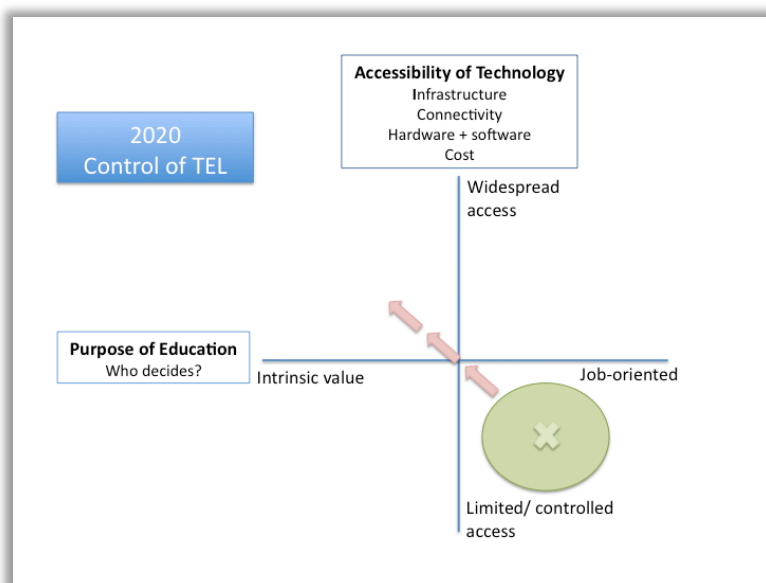 2020
Control of TEL
Accessibility of Technology
Infrastructure
Connectivity
Hardware + software
Cost
Widespread
access
Purpose of Education
Who decides?
Intrinsic value
Job-oriented
Limited/ controlled
access